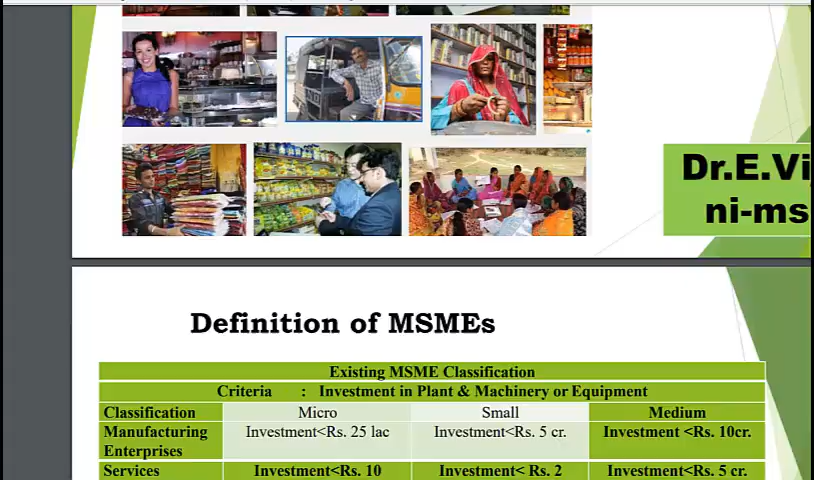 Dr.E.Vi
ni-ms
Definition of MSMEs
Existing MSME Classification
Criteria : Investment in Plant & Machinery or Equipment
Classification Micro Small Medium
Manufacturing Enterprises Investment<Rs. 25 lac Investment<Rs. 5 cr. Investment <Rs. 10cr.
Services Investment<Rs. 10 Investment< Rs. 2 Investment<Rs. 5 cr.